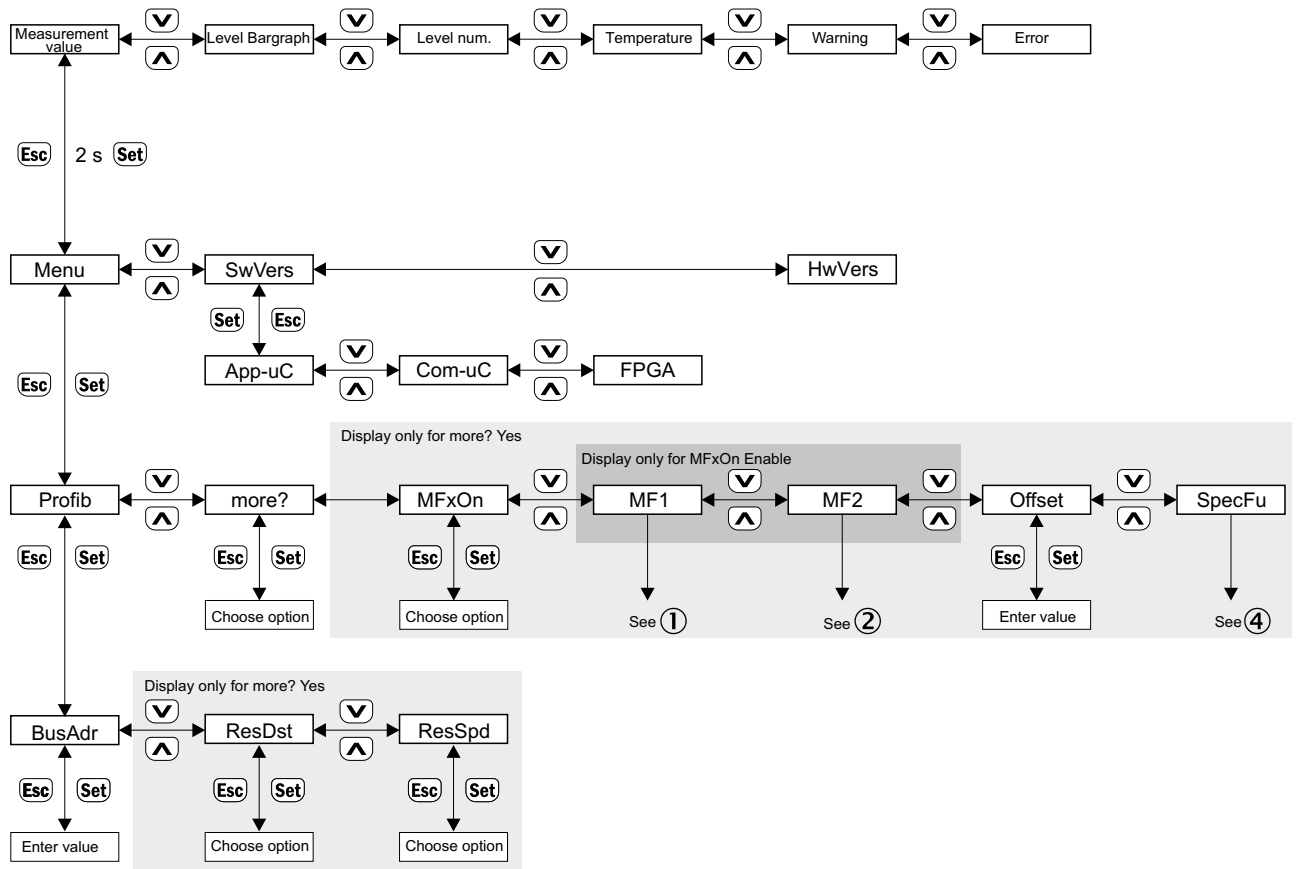 Measurement
value
Level Bargraph
Level num.
Temperature
Warning
Error
Esc 2 s Set
Menu
SwVers
HwVers
Set Esc
App-uC
Com-uC
FPGA
Esc Set
Display only for more? Yes
Display only for MFxOn Enable
Profib
more?
MFxOn
MF1
MF2
Offset
SpecFu
Esc Set
Esc Set
Esc Set
Esc Set
Choose option
Choose option
See ①
See ②
Enter value
See ④
Display only for more? Yes
BusAdr
ResDst
ResSpd
Esc Set
Esc Set
Esc Set
Enter value
Choose option
Choose option